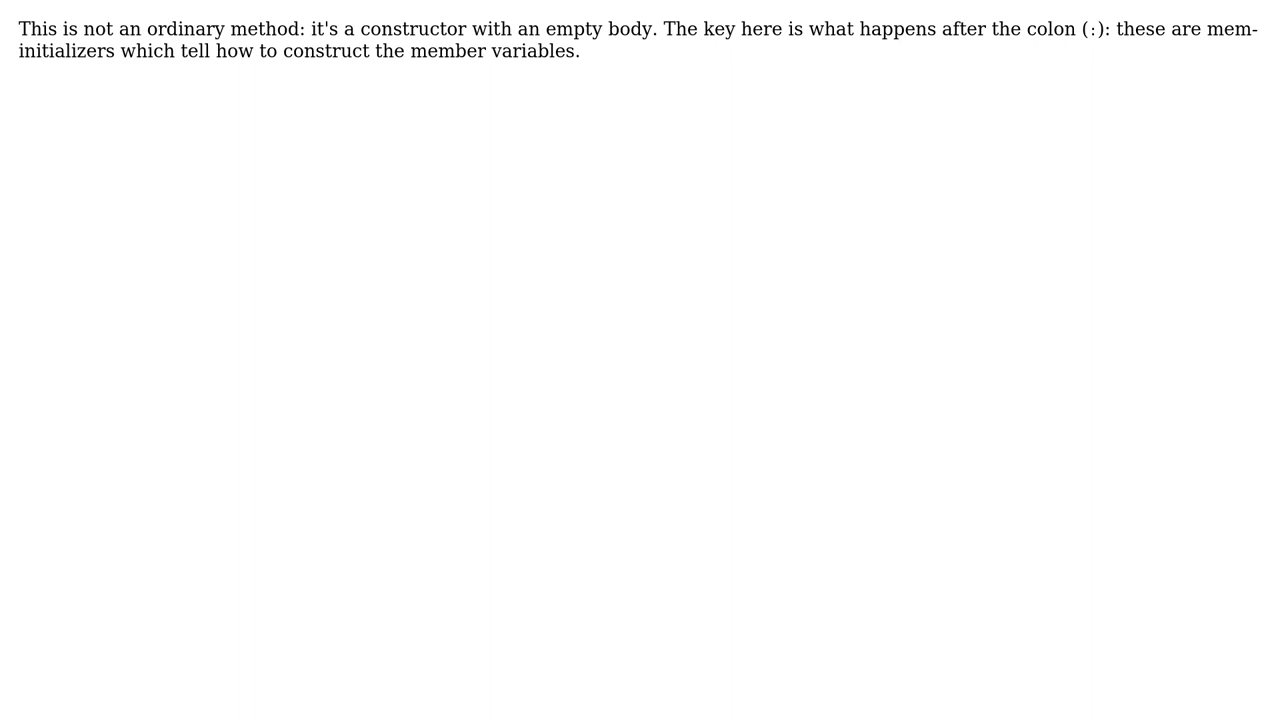 This is not an ordinary method: it's a constructor with an empty body. The key here is what happens after the colon (:): these are mem-
initializers which tell how to construct the member variables.